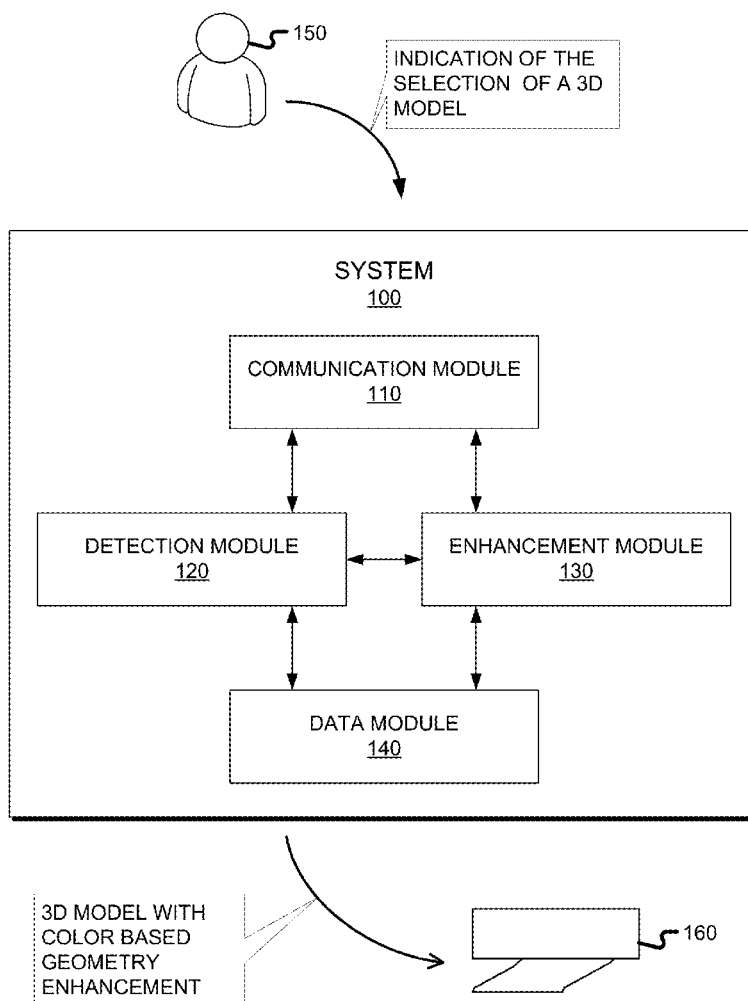 150
INDICATION OF THE
SELECTION OF A 3D
MODEL
SYSTEM
100
COMMUNICATION MODULE
110
DETECTION MODULE
120
ENHANCEMENT MODULE
130
DATA MODULE
140
3D MODEL WITH
COLOR BASED
GEOMETRY
ENHANCEMENT
160